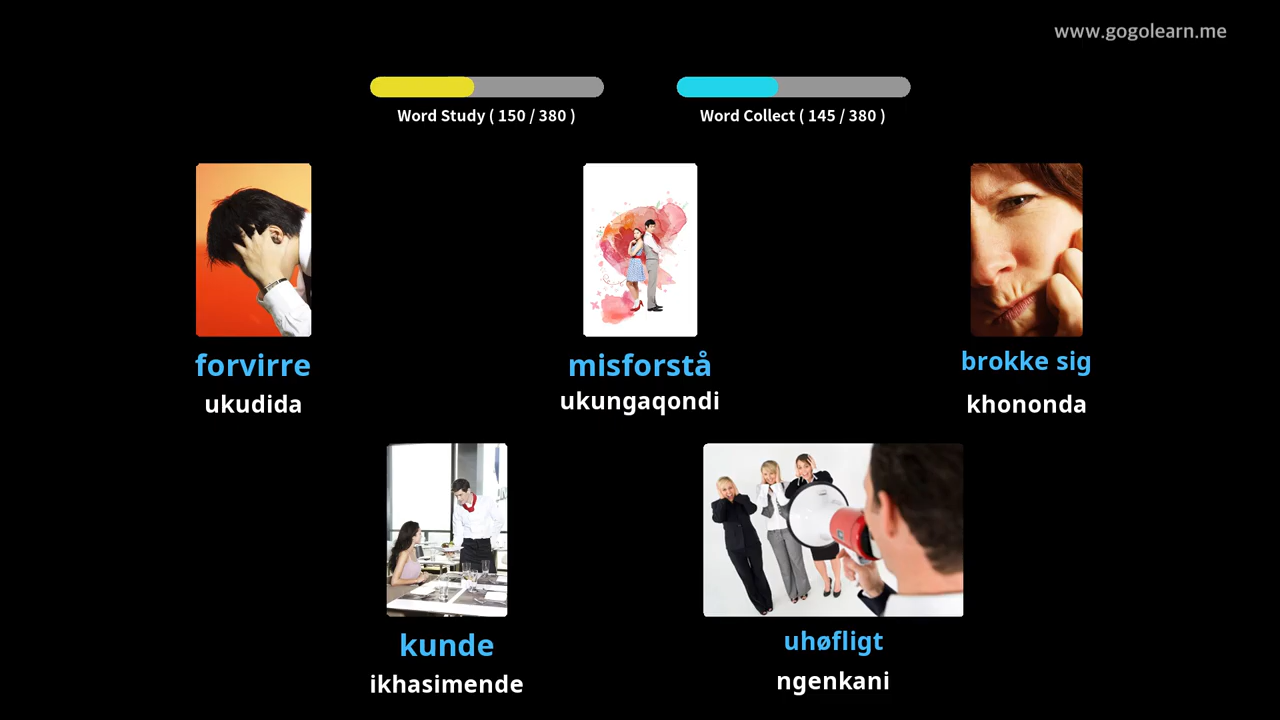 www.gogolearn.me
Word Study ( 150 / 380 )
Word Collect ( 145 / 380 )
forvirre
ukudida
misforstå
ukungaqondi
brokke sig
khononda
kunde
ikhasimende
uhøfligt
ngenkani